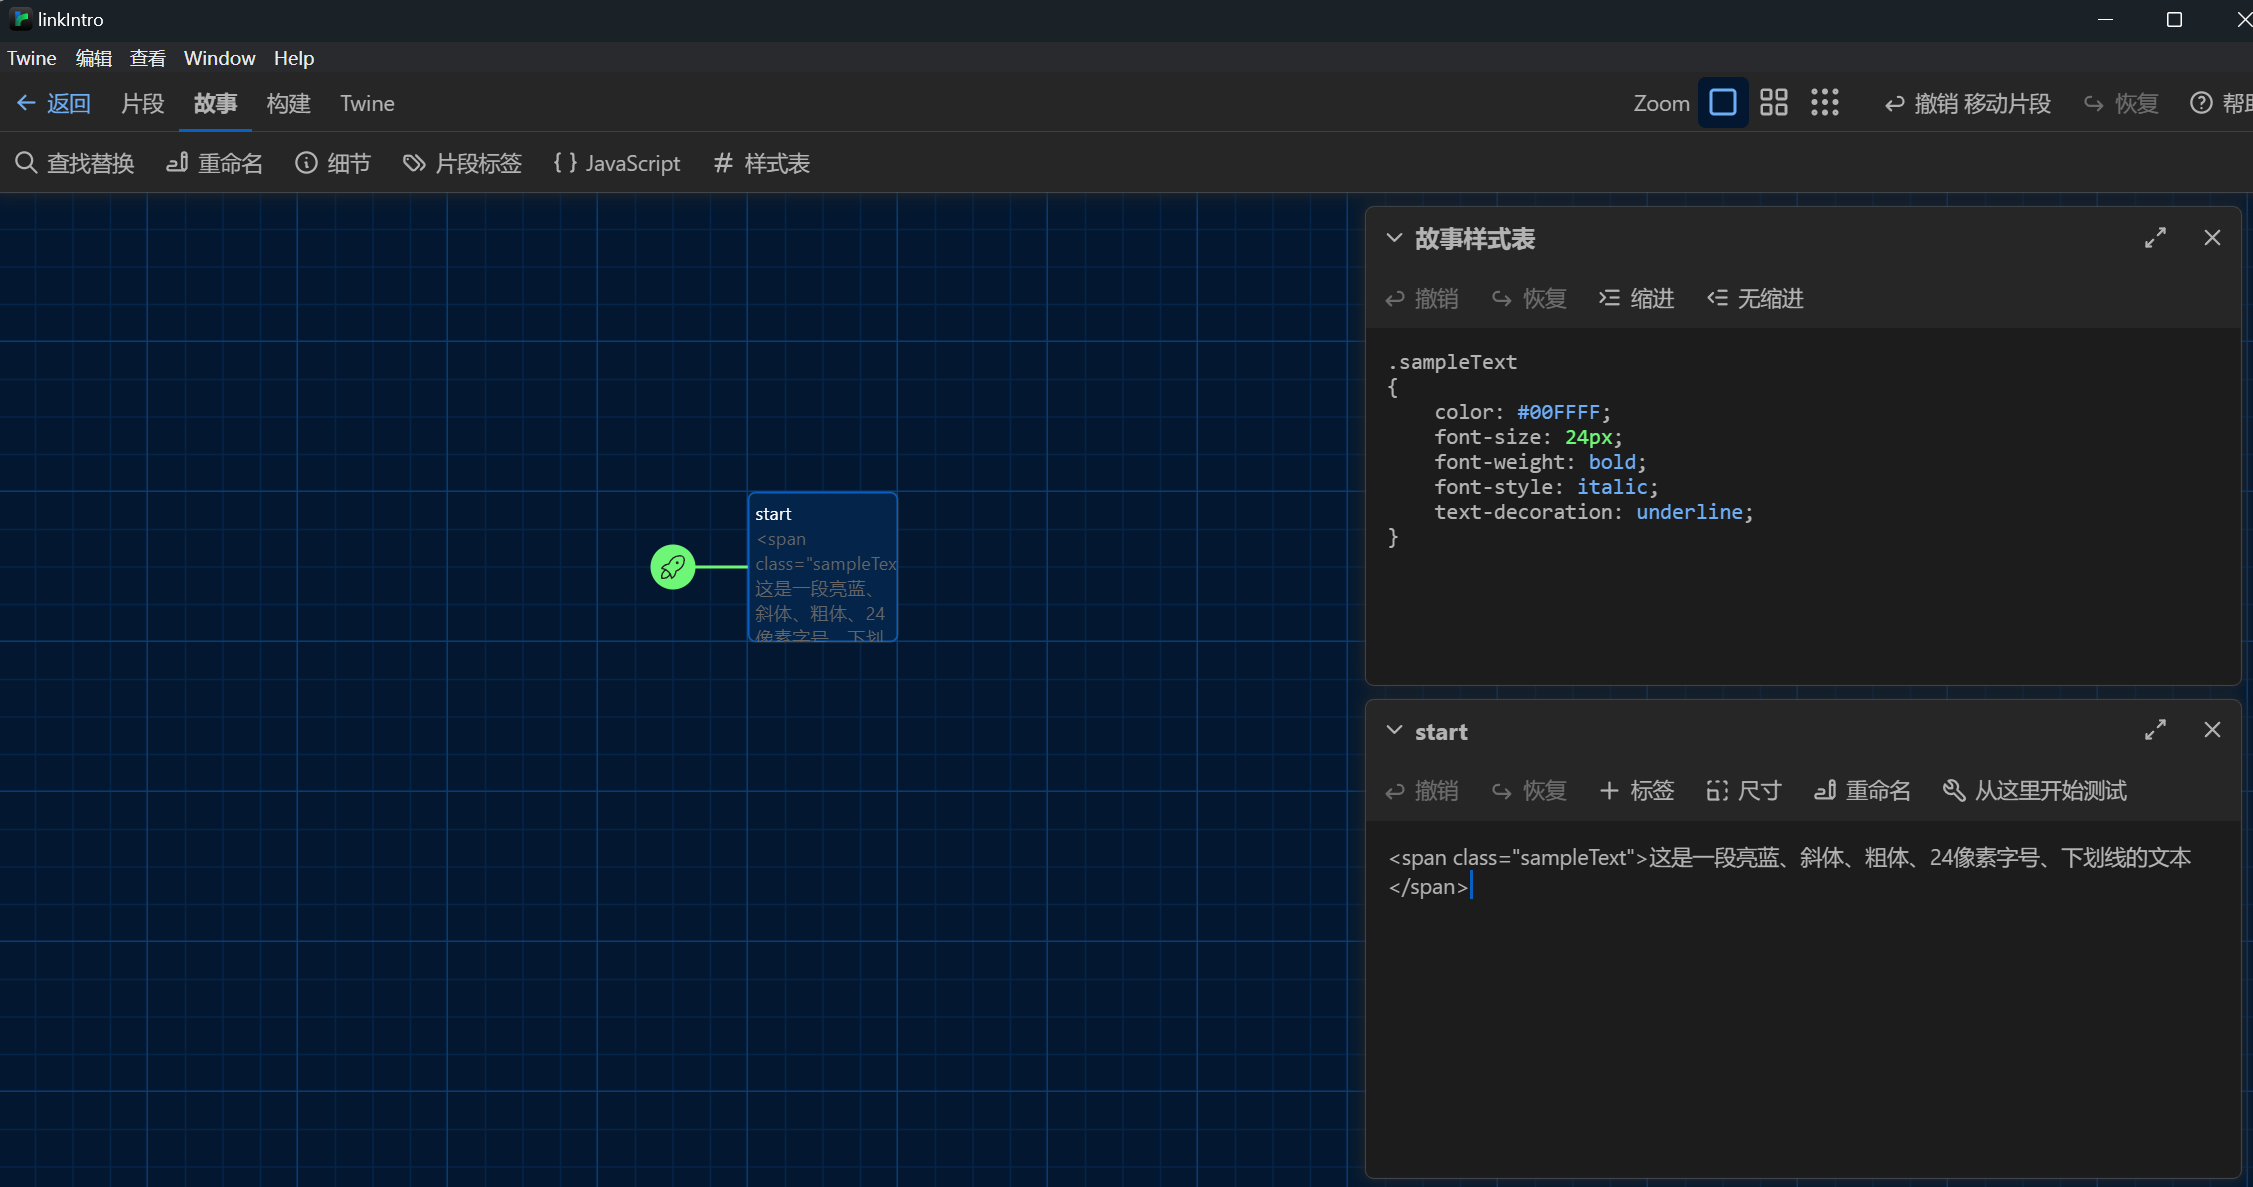 linkIntro
Twine 编辑 查看 Window Help
返回 片段 故事 构建 Twine Zoom 撤销 移动片段 恢复 帮
查找替换 重命名 细节 片段标签 { } JavaScript # 样式表
start
<span
class="sampleTex
这是一段亮蓝、
斜体、粗体、24
像素字号、下划
故事样式表
撤销 恢复 缩进 无缩进
.sampleText
{
color: #00FFFF;
font-size: 24px;
font-weight: bold;
font-style: italic;
text-decoration: underline;
}
start
撤销 恢复 标签 尺寸 重命名 从这里开始测试
<span class="sampleText">这是一段亮蓝、斜体、粗体、24像素字号、下划线的文本
</span>